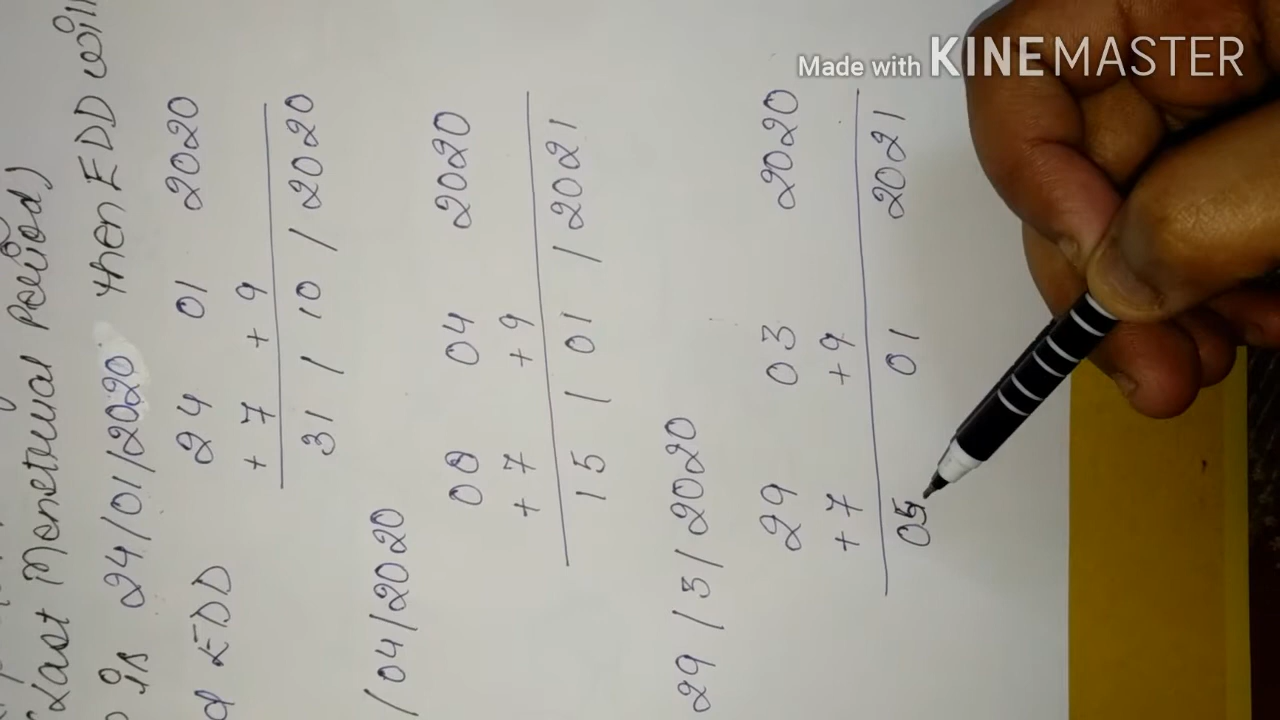 Made with KINEMASTER
"Last Menstrual Period)
is 24/01/2020 then EDD will
24 01 2020
+ 7 + 9
31 / 10 / 2020
EDD
/ 04/2020
08 04 2020
+ 7 + 9
15 / 01 / 2021
29 / 3 / 2020
29 03 2020
+ 7 + 9
05 01 2021